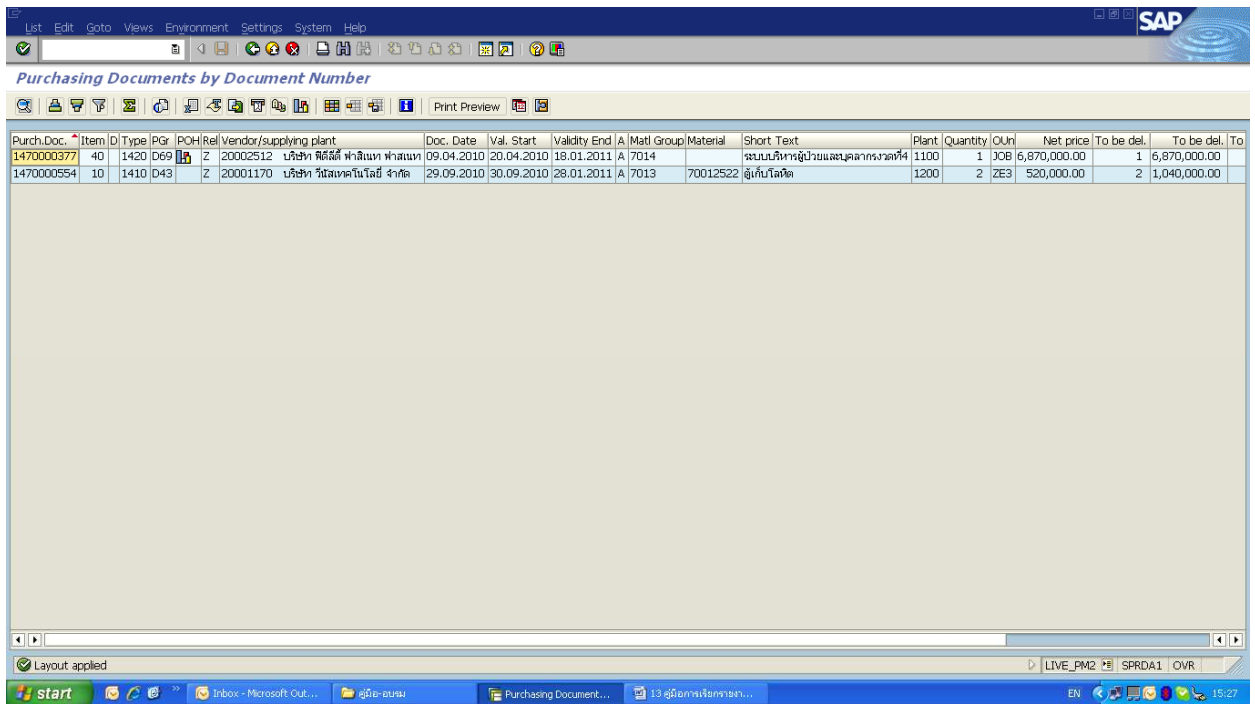 List Edit Goto Views Environment Settings System Help
SAP
Purchasing Documents by Document Number
Print Preview
Purch.Doc. Item D Type PGr POH Rel Vendor/supplying plant Doc. Date Val. Start Validity End A Matl Group Material Short Text Plant Quantity OUn Net price To be del. To be del. To
1470000377 40 1420 D69 Z 20002512 บริษัท พีดีลีตี้ ฟาสิเนท ฟาสเนท 09.04.2010 20.04.2010 18.01.2011 A 7014 ระบบบริหารผู้ป่วยและบุคลากรงวดที่4 1100 1 JOB 6,870,000.00 1 6,870,000.00
1470000554 10 1410 D43 Z 20001170 บริษัท วีนัสเทคโนโลยี่ จำกัด 29.09.2010 30.09.2010 28.01.2011 A 7013 70012522 ตู้เก็บโลหิต 1200 2 ZE3 520,000.00 2 1,040,000.00
Layout applied
LIVE_PM2 SPRDA1 OVR
start Inbox - Microsoft Out... คู่มือ-อบรม Purchasing Document... 13 คู่มือการเรียกรายงา... EN 15:27